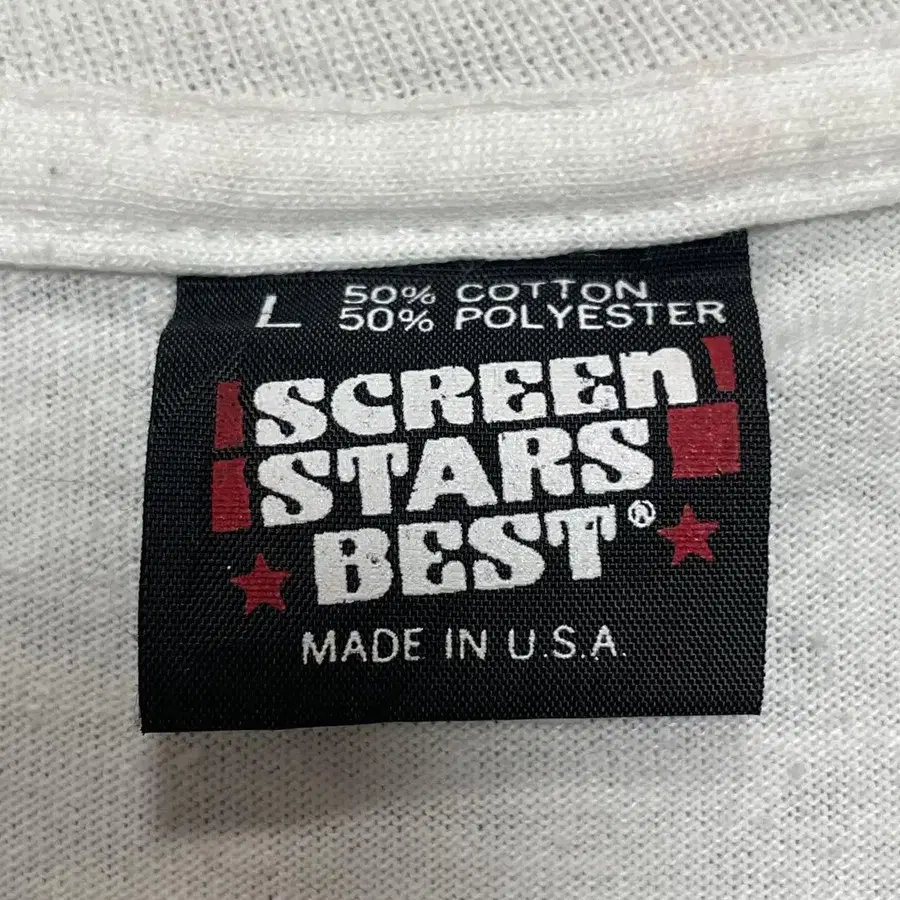 L 50% COTTON
50% POLYESTER
SCREEn
STARS
BEST®
MADE IN U.S.A.